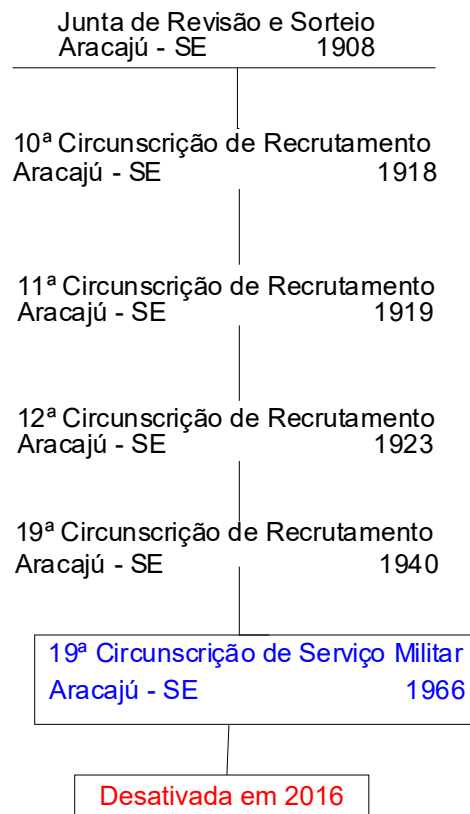 Junta de Revisão e Sorteio
Aracajú - SE 1908
10ª Circunscrição de Recrutamento
Aracajú - SE 1918
11ª Circunscrição de Recrutamento
Aracajú - SE 1919
12ª Circunscrição de Recrutamento
Aracajú - SE 1923
19ª Circunscrição de Recrutamento
Aracajú - SE 1940
19ª Circunscrição de Serviço Militar
Aracajú - SE 1966
Desativada em 2016